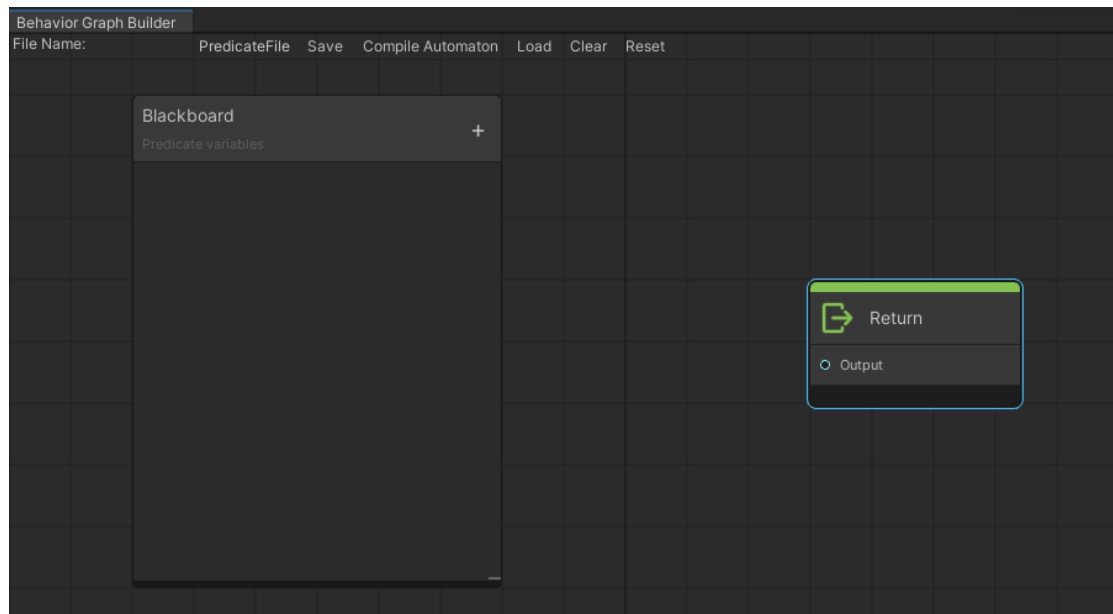 Behavior Graph Builder
File Name: PredicateFile Save Compile Automaton Load Clear Reset
Blackboard
+
Predicate variables
Return
Output